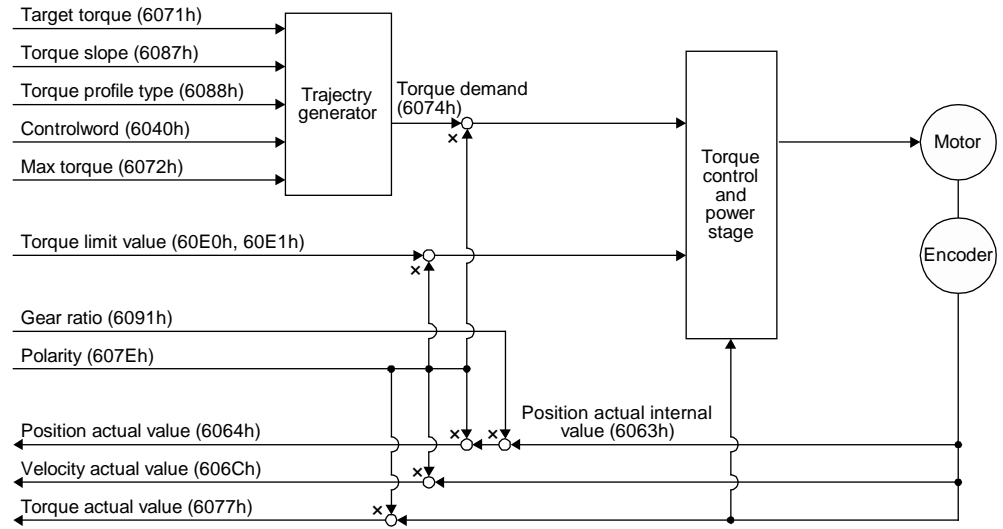 Target torque (6071h)
Torque slope (6087h)
Torque profile type (6088h)
Controlword (6040h)
Max torque (6072h)
Trajectry
generator
Torque demand
(6074h)
×
Torque
control
and
power
stage
Motor
Encoder
Torque limit value (60E0h, 60E1h)
×
Gear ratio (6091h)
Polarity (607Eh)
Position actual internal
value (6063h)
Position actual value (6064h)
×
×
Velocity actual value (606Ch)
×
Torque actual value (6077h)
×